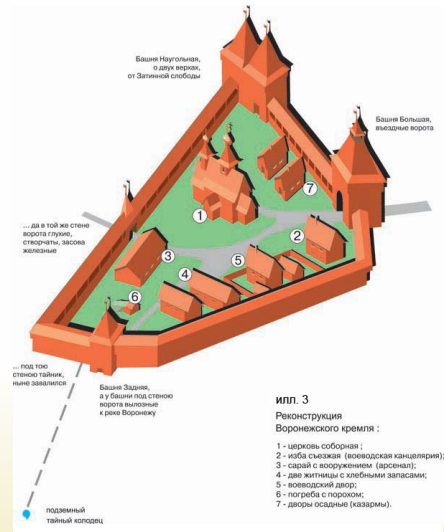 Башня Наугольная,
о двух верхах,
от Затинной слободы
Башня Большая,
въездные ворота
... да в той же стене
ворота глухие,
створчаты, засова
железные
1
2
3
4
5
6
7
... под тою
стеною тайник,
ныне завалился
Башня Задняя,
а у башни под стеною
ворота вылозные
к реке Воронежу
подземный
тайный колодец
илл. 3
Реконструкция
Воронежского кремля :
1 - церковь соборная ;
2 - изба съезжая (воеводская канцелярия);
3 - сарай с вооружением (арсенал);
4 - две житницы с хлебными запасами;
5 - воеводский двор;
6 - погреба с порохом;
7 - дворы осадные (казармы).